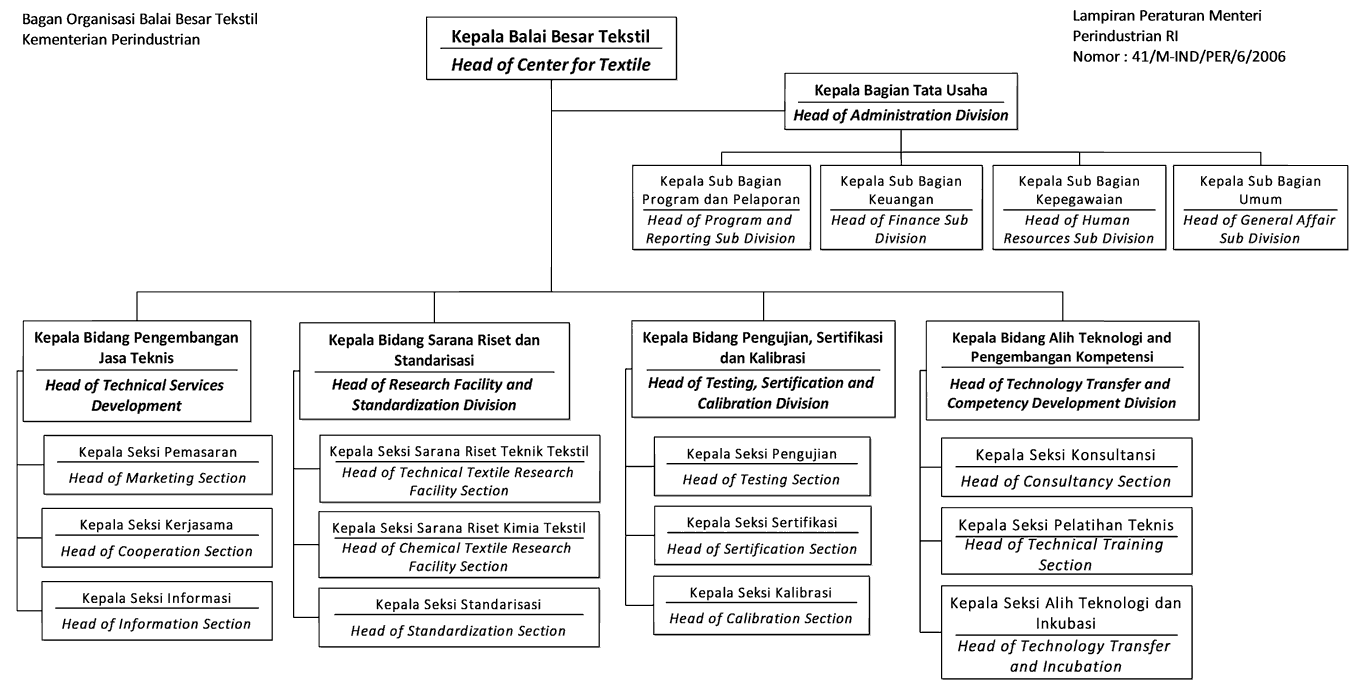 Bagan Organisasi Balai Besar Tekstil
Kementerian Perindustrian
Lampiran Peraturan Menteri
Perindustrian RI
Nomor : 41/M-IND/PER/6/2006
Kepala Balai Besar Tekstil
Head of Center for Textile
Kepala Bagian Tata Usaha
Head of Administration Division
Kepala Sub Bagian
Program dan Pelaporan
Head of Program and
Reporting Sub Division
Kepala Sub Bagian
Keuangan
Head of Finance Sub
Division
Kepala Sub Bagian
Kepegawaian
Head of Human
Resources Sub Division
Kepala Sub Bagian
Umum
Head of General Affair
Sub Division
Kepala Bidang Pengembangan
Jasa Teknis
Head of Technical Services
Development
Kepala Seksi Pemasaran
Head of Marketing Section
Kepala Seksi Kerjasama
Head of Cooperation Section
Kepala Seksi Informasi
Head of Information Section
Kepala Bidang Sarana Riset dan
Standarisasi
Head of Research Facility and
Standardization Division
Kepala Seksi Sarana Riset Teknik Tekstil
Head of Technical Textile Research
Facility Section
Kepala Seksi Sarana Riset Kimia Tekstil
Head of Chemical Textile Research
Facility Section
Kepala Seksi Standarisasi
Head of Standardization Section
Kepala Bidang Pengujian, Sertifikasi
dan Kalibrasi
Head of Testing, Sertification and
Calibration Division
Kepala Seksi Pengujian
Head of Testing Section
Kepala Seksi Sertifikasi
Head of Sertification Section
Kepala Seksi Kalibrasi
Head of Calibration Section
Kepala Bidang Alih Teknologi and
Pengembangan Kompetensi
Head of Technology Transfer and
Competency Development Division
Kepala Seksi Konsultansi
Head of Consultancy Section
Kepala Seksi Pelatihan Teknis
Head of Technical Training
Section
Kepala Seksi Alih Teknologi dan
Inkubasi
Head of Technology Transfer
and Incubation